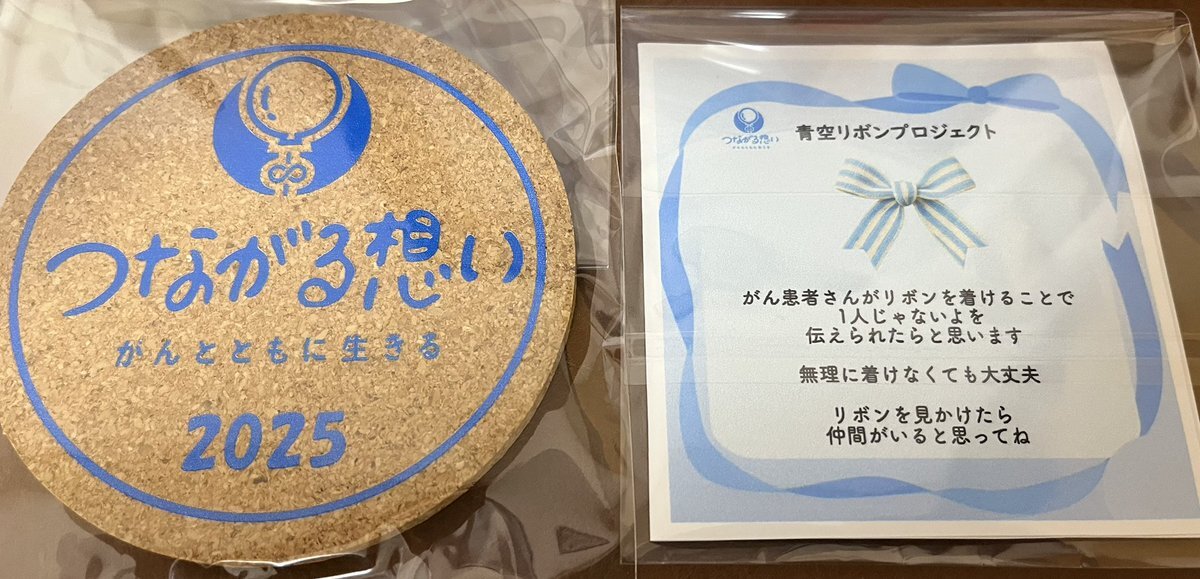 つながる想い
がんとともに生きる
2025
つながる想い
青空リボンプロジェクト
がん患者さんがリボンを着けることで
1人じゃないよを
伝えられたらと思います
無理に着けなくても大丈夫
リボンを見かけたら
仲間がいると思ってね